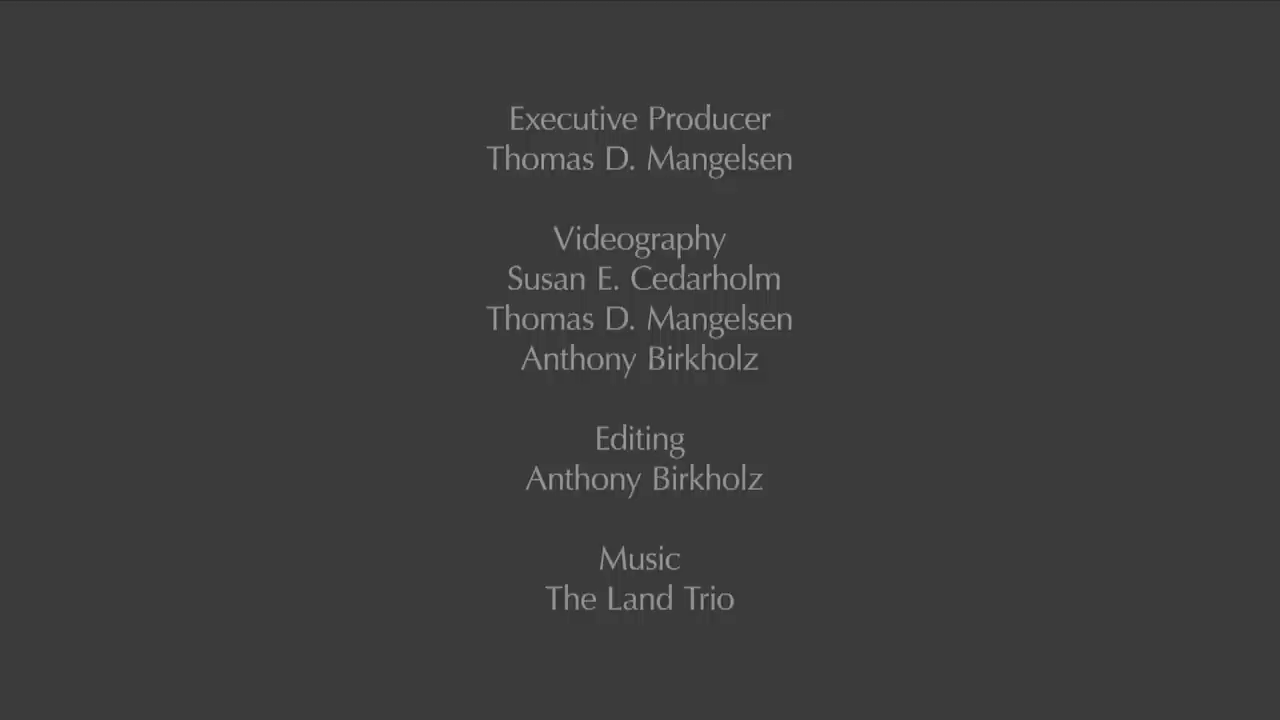 Executive Producer
Thomas D. Mangelsen
Videography
Susan E. Cedarholm
Thomas D. Mangelsen
Anthony Birkholz
Editing
Anthony Birkholz
Music
The Land Trio